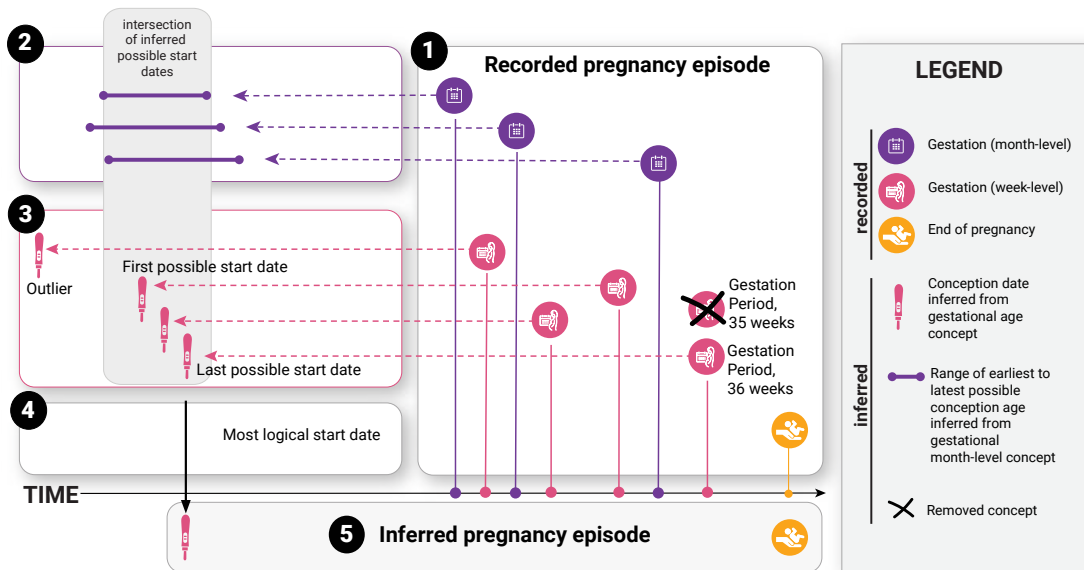 2
intersection
of inferred
possible start
dates
1
Recorded pregnancy episode
3
Outlier
First possible start date
Last possible start date
Gestation
Period,
35 weeks
Gestation
Period,
36 weeks
4
Most logical start date
TIME
5
Inferred pregnancy episode
LEGEND
recorded
Gestation (month-level)
Gestation (week-level)
End of pregnancy
inferred
Conception date
inferred from
gestational age
concept
Range of earliest to
latest possible
conception age
inferred from
gestational
month-level concept
Removed concept